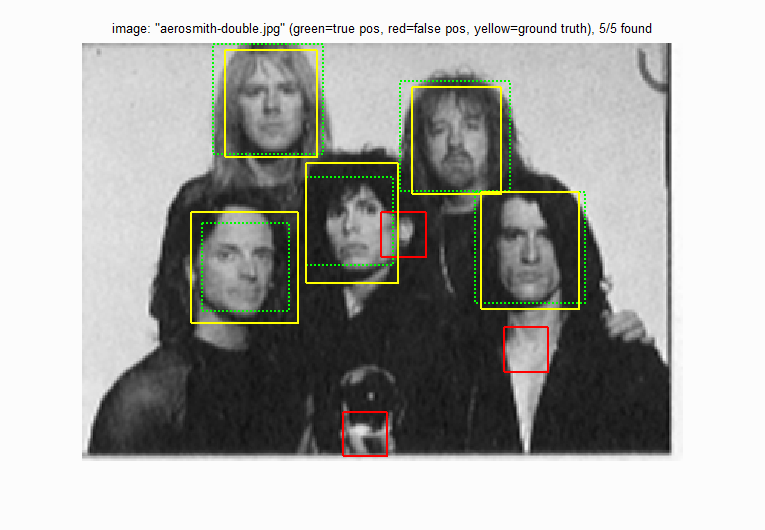 image: "aerosmith-double.jpg" (green=true pos, red=false pos, yellow=ground truth), 5/5 found